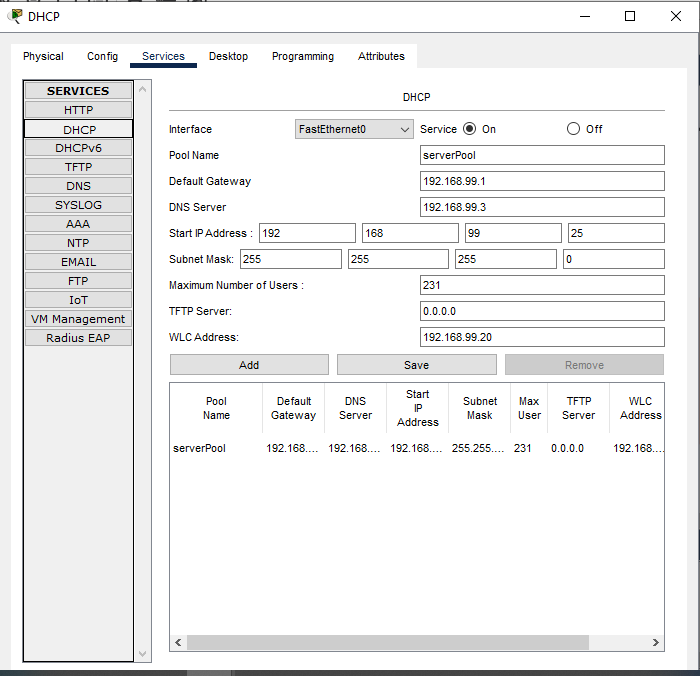 DHCP
Physical Config Services Desktop Programming Attributes
SERVICES
HTTP
DHCP
DHCPv6
TFTP
DNS
SYSLOG
AAA
NTP
EMAIL
FTP
IoT
VM Management
Radius EAP
DHCP
Interface FastEthernet0 Service On Off
Pool Name serverPool
Default Gateway 192.168.99.1
DNS Server 192.168.99.3
Start IP Address : 192 168 99 25
Subnet Mask: 255 255 255 0
Maximum Number of Users : 231
TFTP Server: 0.0.0.0
WLC Address: 192.168.99.20
Add Save Remove
Pool Name Default Gateway DNS Server Start IP Address Subnet Mask Max User TFTP Server WLC Address
serverPool 192.168.... 192.168.... 192.168.... 255.255.... 231 0.0.0.0 192.168....